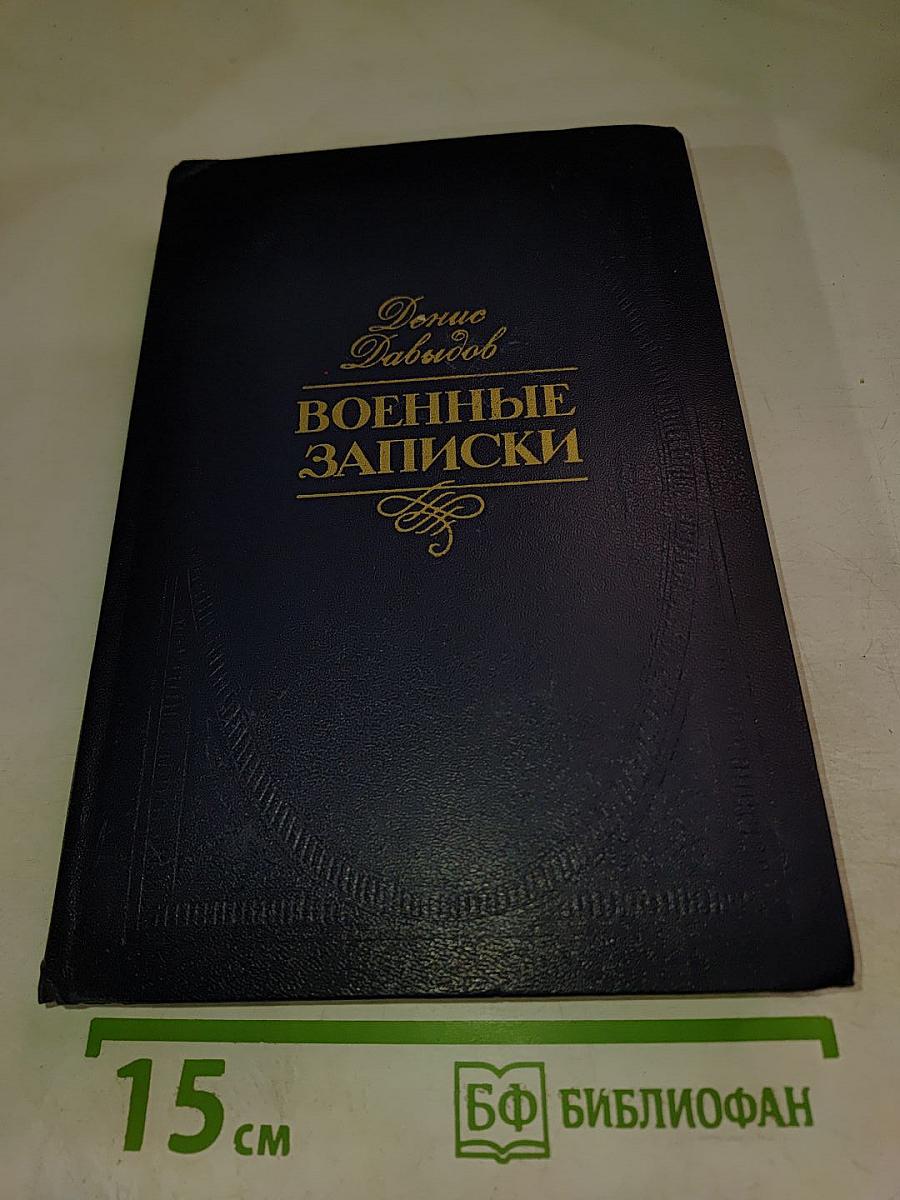 Денис
Давыдов
ВОЕННЫЕ
ЗАПИСКИ
15 см
БФ БИБЛИОФАН